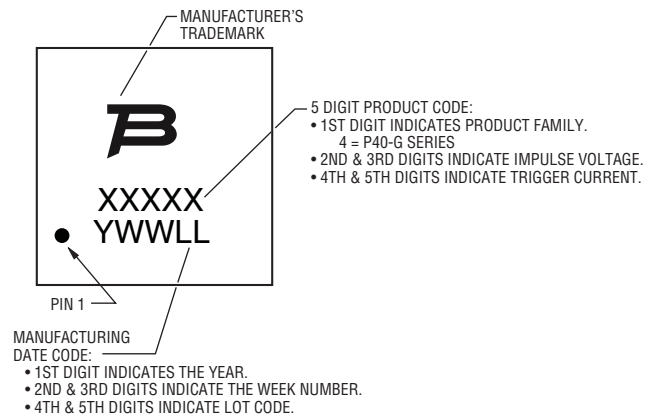 MANUFACTURER'S
TRADEMARK
5 DIGIT PRODUCT CODE:
• 1ST DIGIT INDICATES PRODUCT FAMILY.
4 = P40-G SERIES
• 2ND & 3RD DIGITS INDICATE IMPULSE VOLTAGE.
• 4TH & 5TH DIGITS INDICATE TRIGGER CURRENT.
XXXXX
YWWLL
PIN 1
MANUFACTURING
DATE CODE:
• 1ST DIGIT INDICATES THE YEAR.
• 2ND & 3RD DIGITS INDICATE THE WEEK NUMBER.
• 4TH & 5TH DIGITS INDICATE LOT CODE.